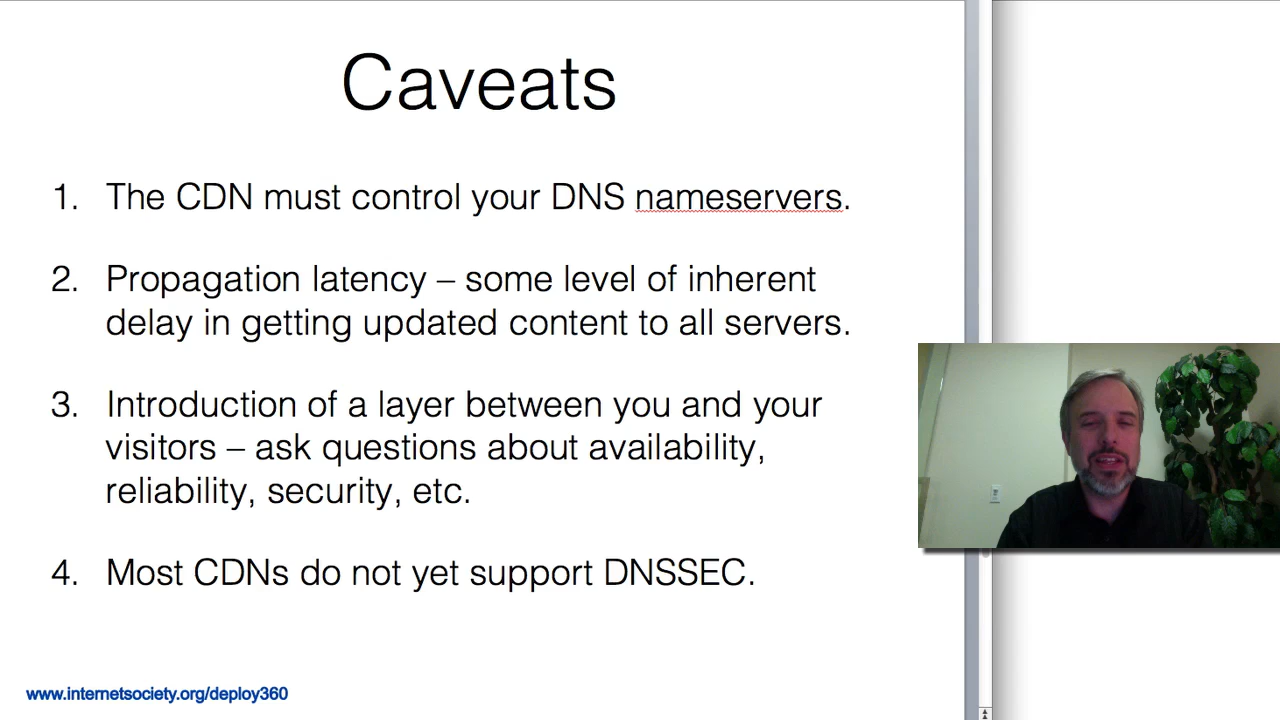 Caveats
1. The CDN must control your DNS nameservers.
2. Propagation latency – some level of inherent
delay in getting updated content to all servers.
3. Introduction of a layer between you and your
visitors – ask questions about availability,
reliability, security, etc.
4. Most CDNs do not yet support DNSSEC.
www.internetsociety.org/deploy360